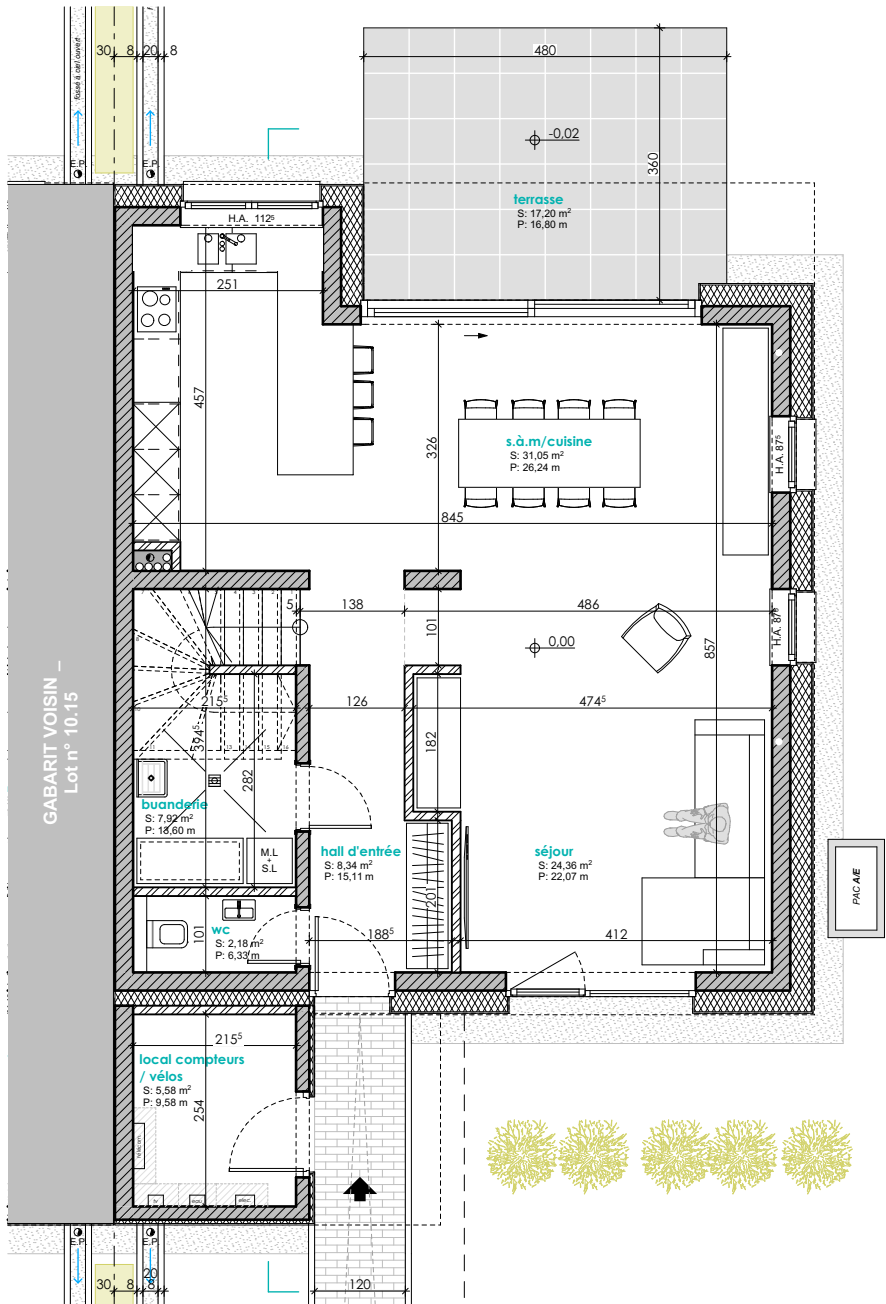 30
8
20
8
fossé à ciel ouvert
E.P.
E.P.
480
-0,02
360
terrasse
S: 17,20 m²
P: 16,80 m
H.A. 112⁵
251
457
326
s.à.m/cuisine
S: 31,05 m²
P: 26,24 m
H.A. 87⁵
845
5
138
101
486
0,00
857
H.A. 87⁵
GABARIT VOISIN _
Lot n° 10.15
215⁵
126
474⁵
394⁵
282
182
buanderie
S: 7,92 m²
P: 13,60 m
M.L
+
S.L
hall d'entrée
S: 8,34 m²
P: 15,11 m
séjour
S: 24,36 m²
P: 22,07 m
PAC A/E
201
wc
S: 2,18 m²
P: 6,33 m
101
188⁵
412
215⁵
local compteurs
/ vélos
S: 5,58 m²
P: 9,58 m
254
télécom.
tv
eau
elec.
E.P.
E.P.
30
8
20
8
120